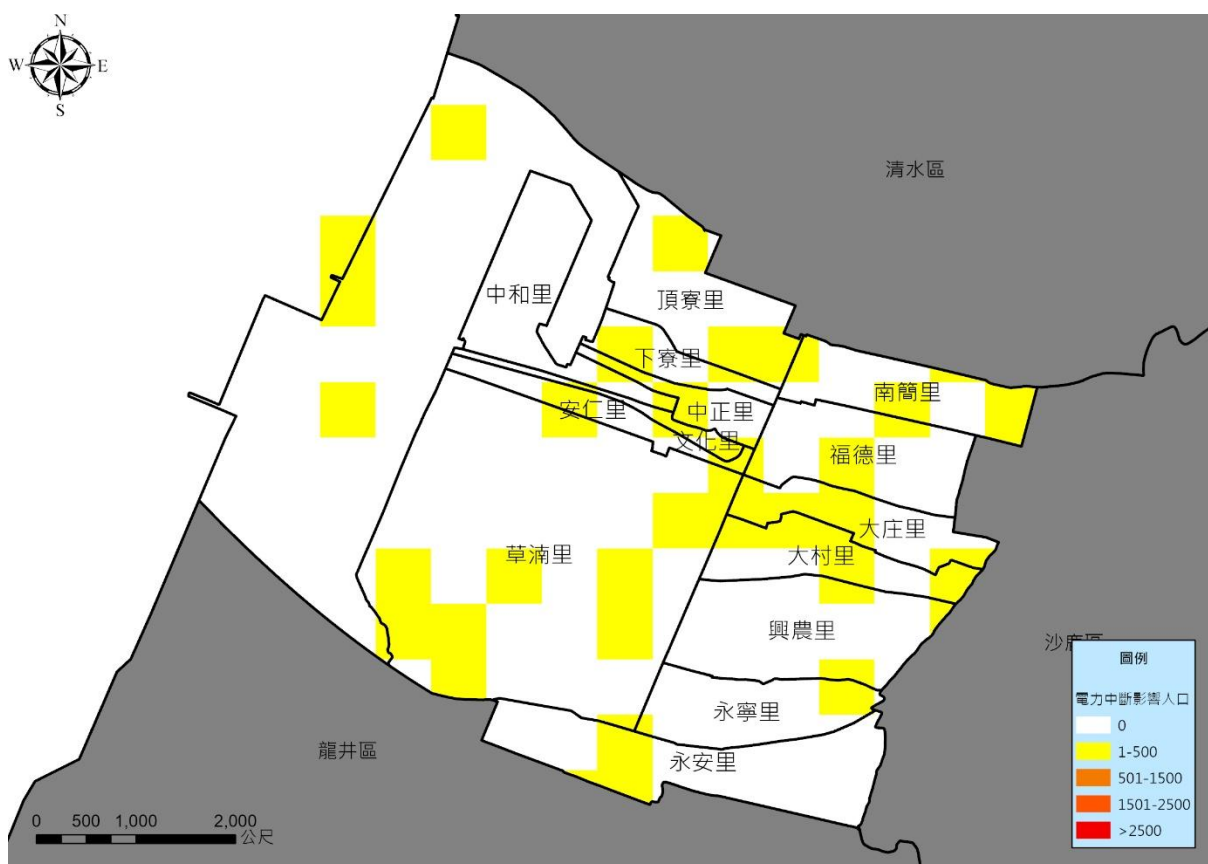 N
W E
S
清水區
中和里
頂寮里
下寮里
南簡里
安仁里
中正里
文化里
福德里
大庄里
草湳里
大村里
興農里
沙鹿區
永寧里
龍井區
永安里
圖例
電力中斷影響人口
0
1-500
501-1500
1501-2500
>2500
0 500 1,000 2,000
公尺